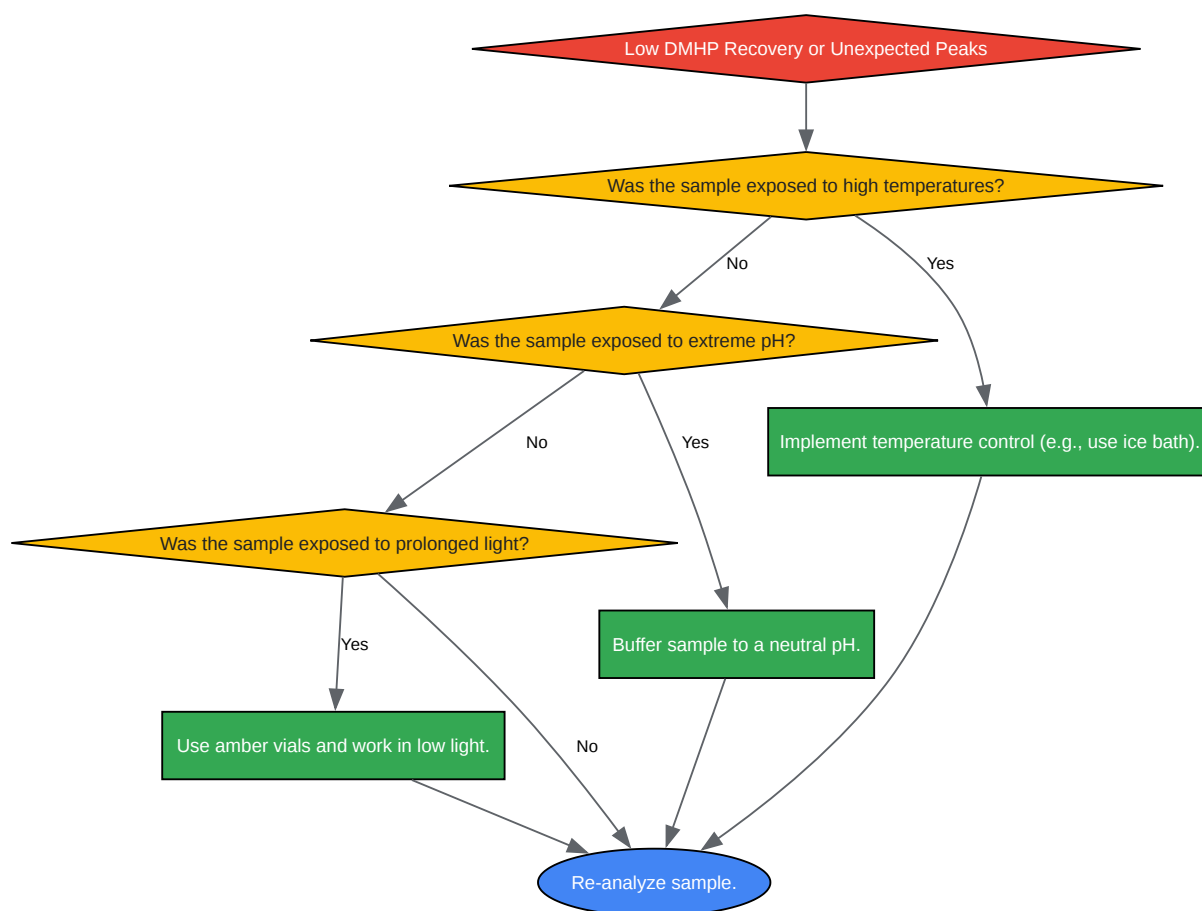 Low DMHP Recovery or Unexpected Peaks
Was the sample exposed to high temperatures?
No
Yes
Was the sample exposed to extreme pH?
Implement temperature control (e.g., use ice bath).
No
Yes
Was the sample exposed to prolonged light?
Yes
Buffer sample to a neutral pH.
Use amber vials and work in low light.
No
Re-analyze sample.